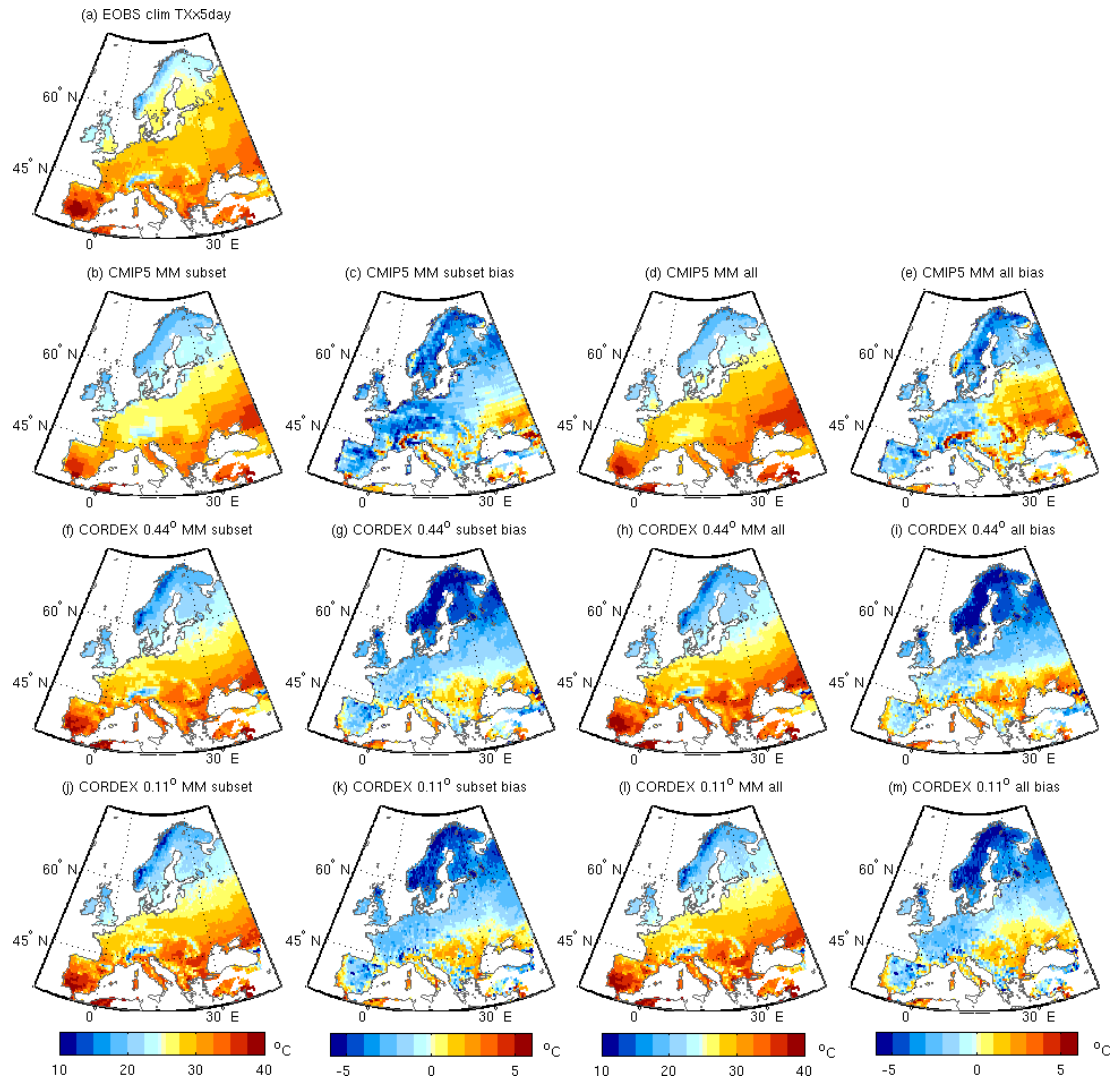 (a) EOBS clim TXx5day
60° N
45° N
0°
30° E
(b) CMIP5 MM subset
(c) CMIP5 MM subset bias
(d) CMIP5 MM all
(e) CMIP5 MM all bias
60° N
60° N
60° N
60° N
45° N
45° N
45° N
45° N
0°
30° E
0°
30° E
0°
30° E
0°
30° E
(f) CORDEX 0.44° MM subset
(g) CORDEX 0.44° subset bias
(h) CORDEX 0.44° MM all
(i) CORDEX 0.44° all bias
60° N
60° N
60° N
60° N
45° N
45° N
45° N
45° N
0°
30° E
0°
30° E
0°
30° E
0°
30° E
(j) CORDEX 0.11° MM subset
(k) CORDEX 0.11° subset bias
(l) CORDEX 0.11° MM all
(m) CORDEX 0.11° all bias
60° N
60° N
60° N
60° N
45° N
45° N
45° N
45° N
0°
30° E
0°
30° E
0°
30° E
0°
30° E
10 20 30 40 °C
-5 0 5 °C
10 20 30 40 °C
-5 0 5 °C